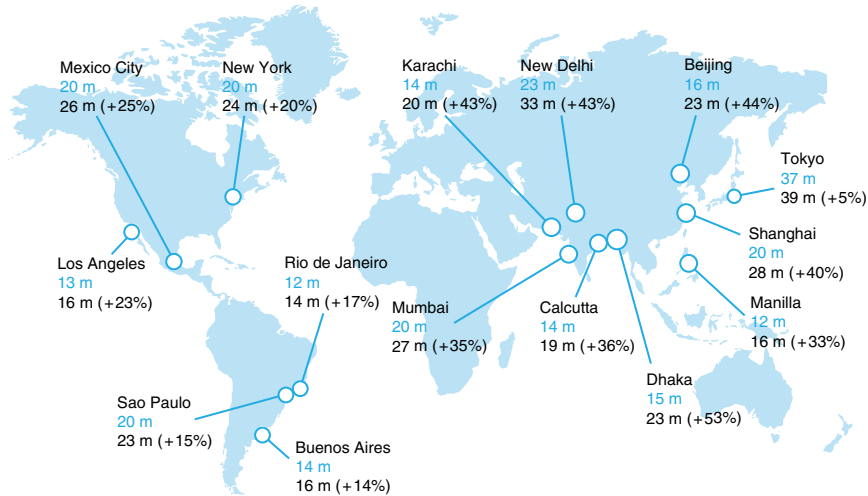 Mexico City
20 m
26 m (+25%)
New York
20 m
24 m (+20%)
Karachi
14 m
20 m (+43%)
New Delhi
23 m
33 m (+43%)
Beijing
16 m
23 m (+44%)
Tokyo
37 m
39 m (+5%)
Los Angeles
13 m
16 m (+23%)
Rio de Janeiro
12 m
14 m (+17%)
Mumbai
20 m
27 m (+35%)
Calcutta
14 m
19 m (+36%)
Shanghai
20 m
28 m (+40%)
Manilla
12 m
16 m (+33%)
Dhaka
15 m
23 m (+53%)
Sao Paulo
20 m
23 m (+15%)
Buenos Aires
14 m
16 m (+14%)